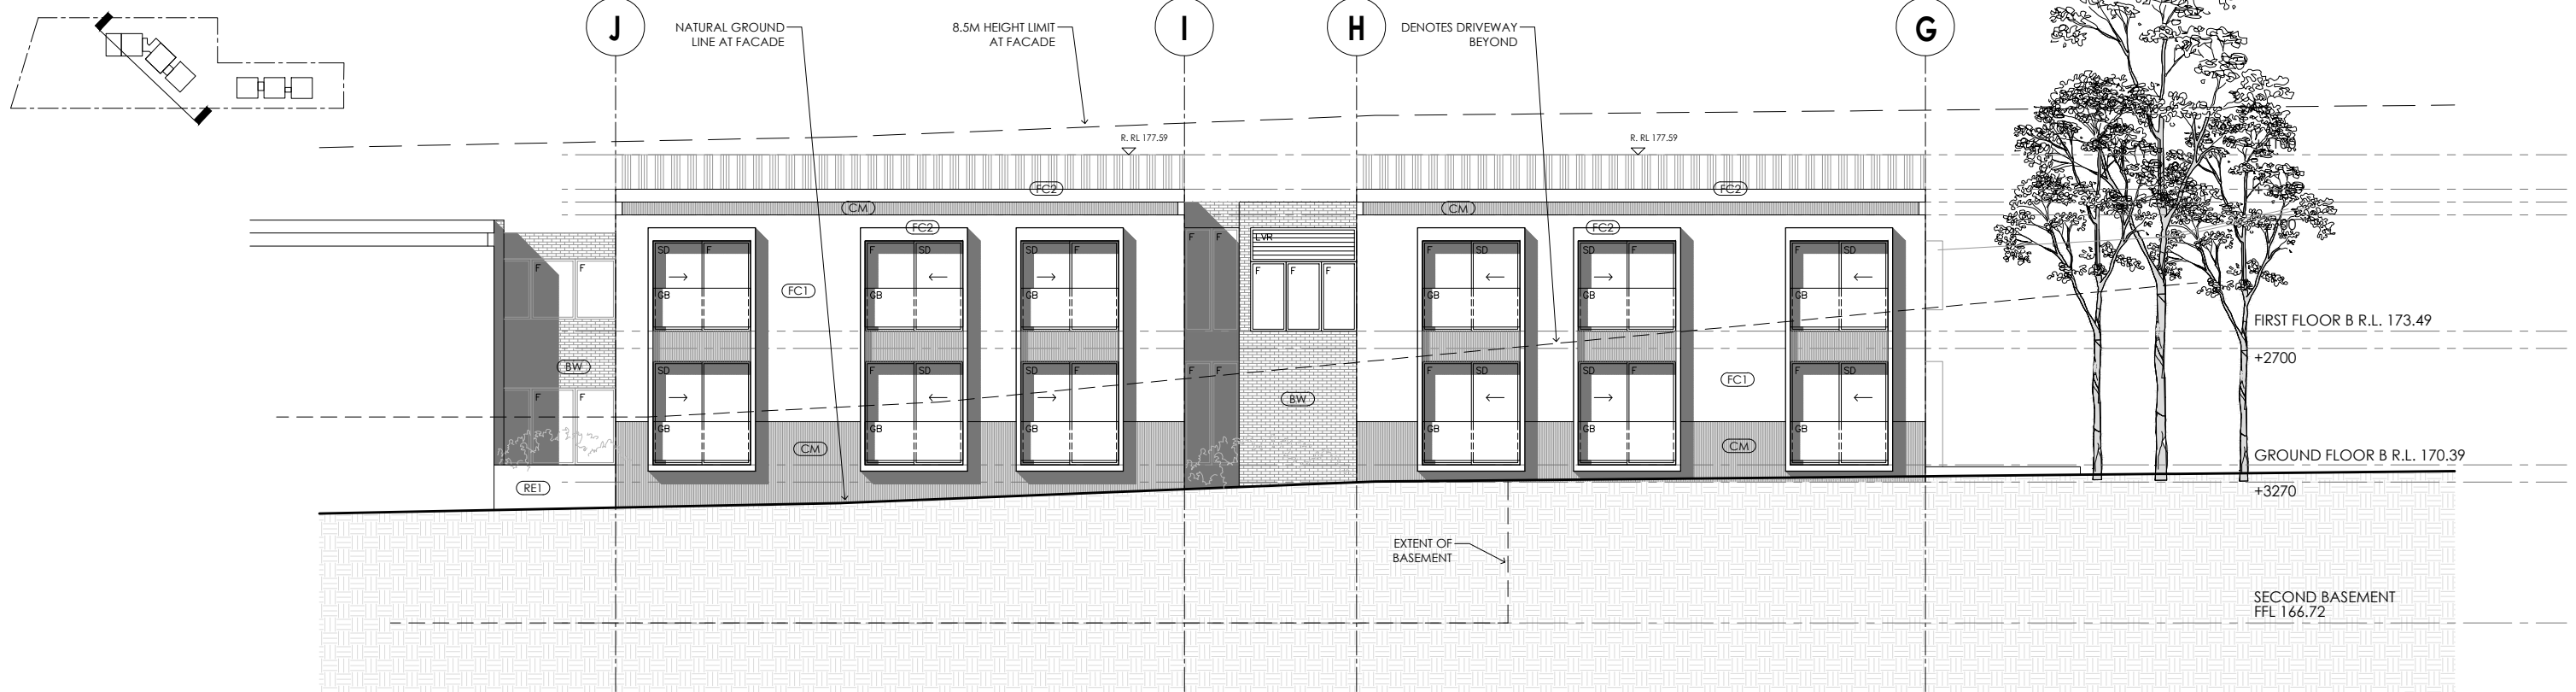 J
I
H
G
NATURAL GROUND
LINE AT FACADE
8.5M HEIGHT LIMIT
AT FACADE
DENOTES DRIVEWAY
BEYOND
R. RL 177.59
R. RL 177.59
FC2
FC2
CM
CM
FC2
FC2
F F
LVR
SD F
F SD
SD F
F SD
SD F
F SD
F F
F F F
GB
GB
GB
GB
GB
GB
FC1
FIRST FLOOR B R.L. 173.49
+2700
BW
SD F
F SD
SD F
F F
F SD
SD F
F SD
FC1
F F
BW
GB
GB
GB
GB
GB
GB
CM
CM
GROUND FLOOR B R.L. 170.39
RE1
+3270
EXTENT OF
BASEMENT
SECOND BASEMENT
FFL 166.72